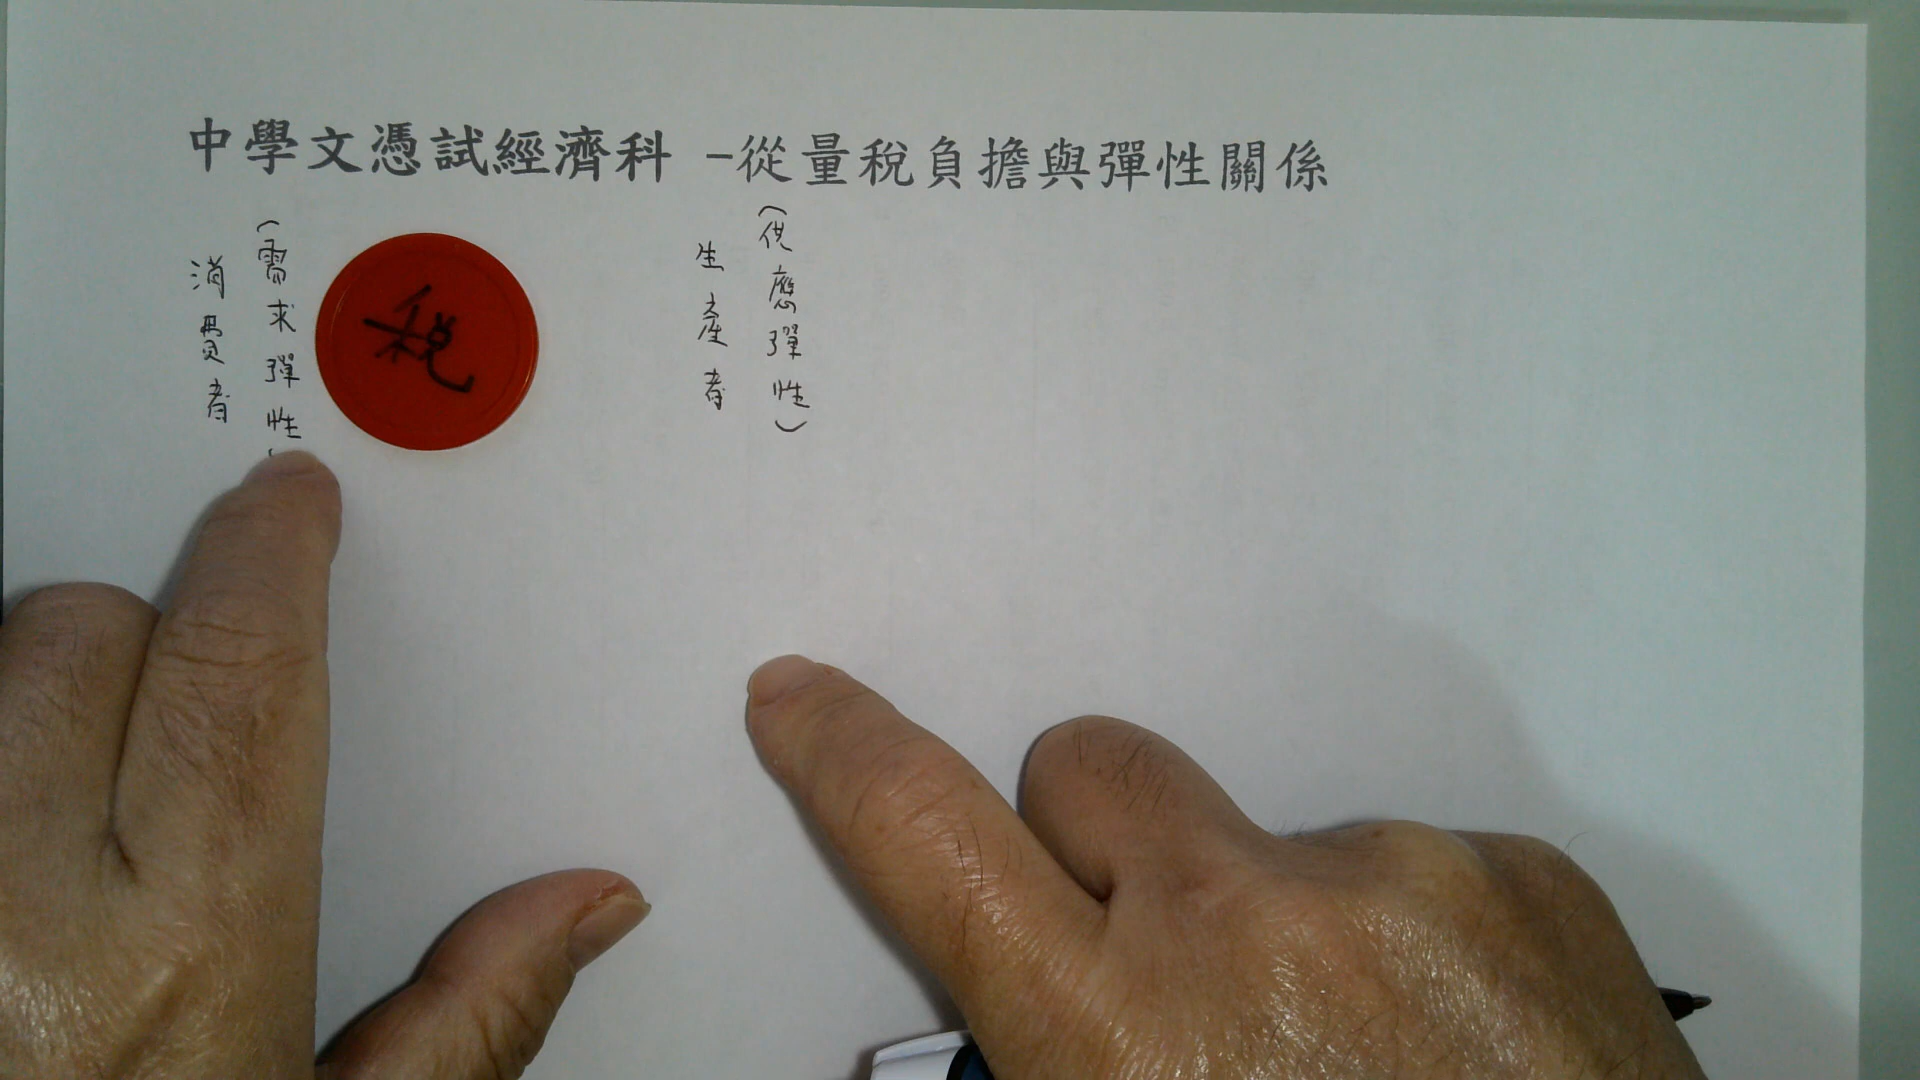 中學文憑試經濟科 -從量稅負擔與彈性關係
消費者
(需求彈性)
税
生產者
(供應彈性)